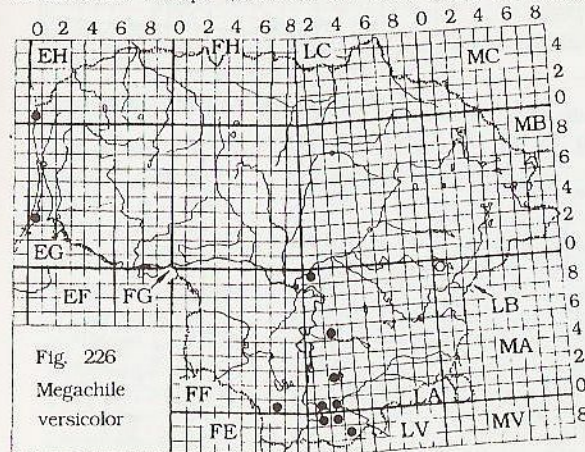 0 2 4 6 8 0 2 4 6 8 2 4 6 8 0 2 4 6 8
EH FH LC MC
4
2
0
8
MB
6
4
2
0
EG
8
EF FG LB
6
MA
4
Fig. 226
2
Megachile
0
versicolor
FF LA
8
FE LV MV